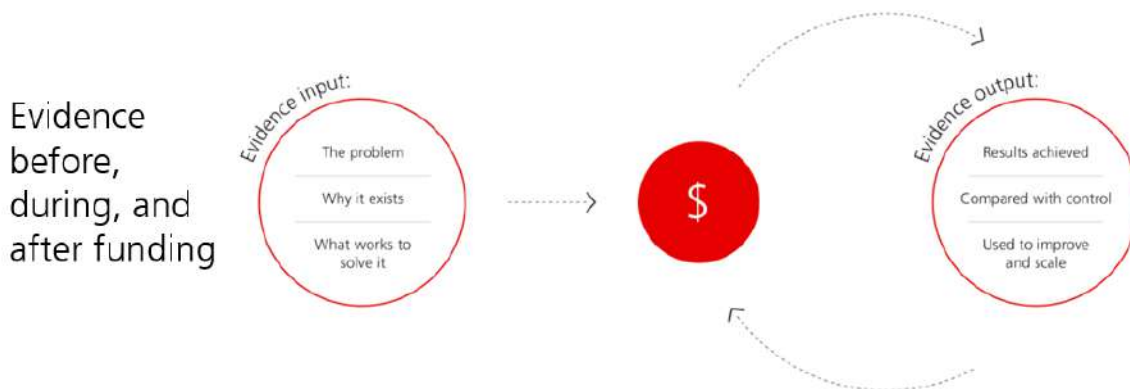 Evidence
before,
during, and
after funding
Evidence input:
The problem
Why it exists
What works to
solve it
$
Evidence output:
Results achieved
Compared with control
Used to improve
and scale